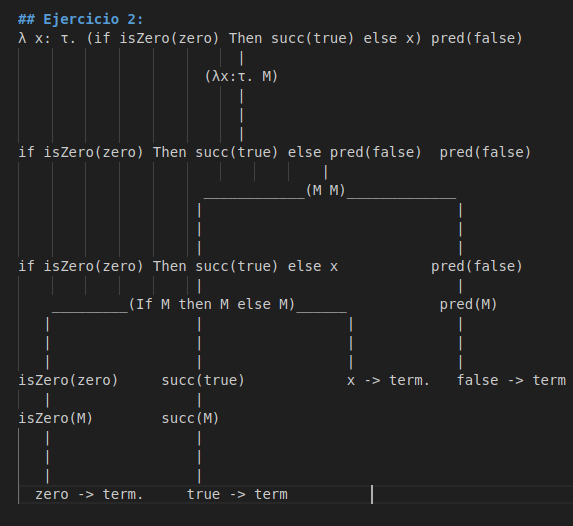 ## Ejercicio 2:
λ x: τ. (if isZero(zero) Then succ(true) else x) pred(false)
(λx:τ. M)
if isZero(zero) Then succ(true) else pred(false)  pred(false)
____________(M M)_____________
if isZero(zero) Then succ(true) else x           pred(false)
_________(If M then M else M)______           pred(M)
isZero(zero)     succ(true)            x -> term.   false -> term
isZero(M)        succ(M)
zero -> term.     true -> term